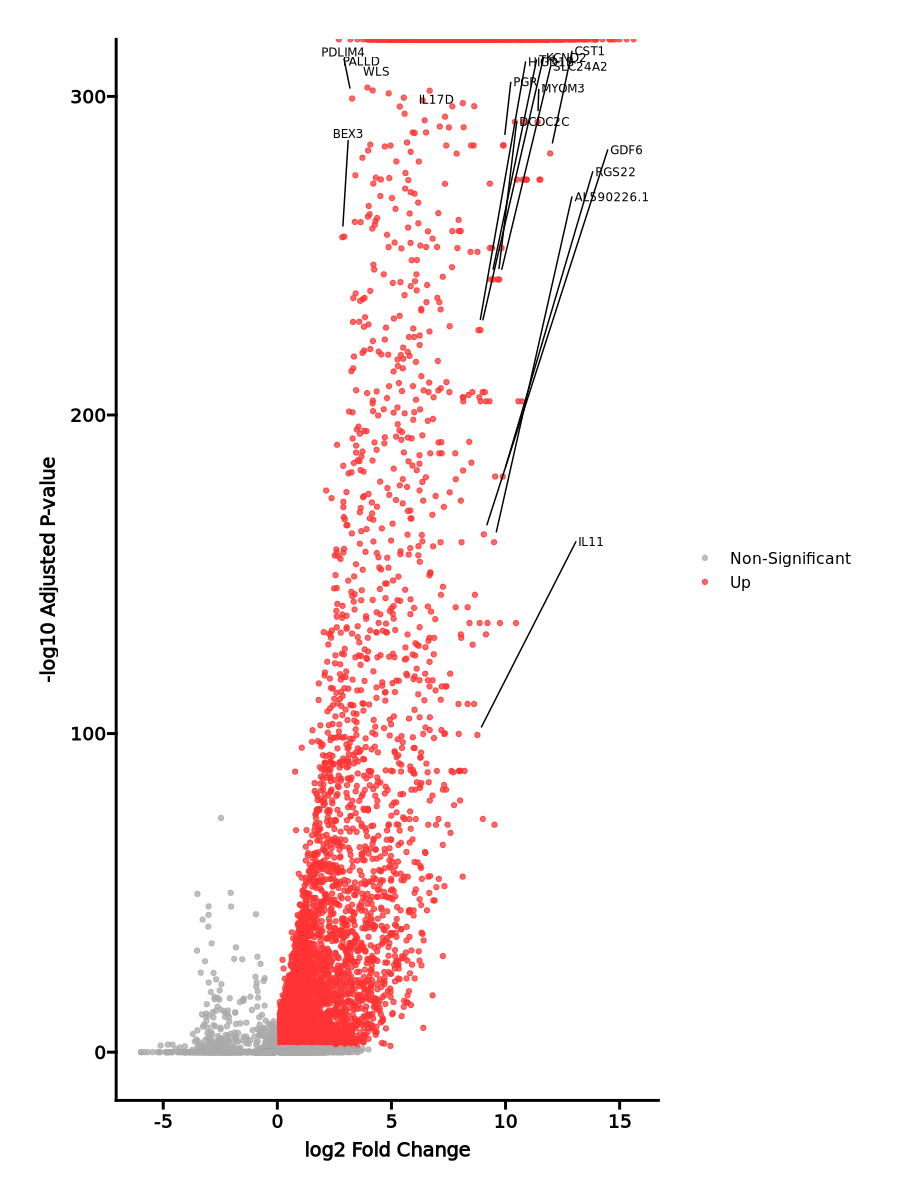 CST1
PDLIM4
PALLD
KCND2
SLC24A2
WLS
PGR
MYOM3
IL17D
300
DCDC2C
BEX3
GDF6
RGS22
AL590226.1
200
IL11
Non-Significant
Up
100
0
-5 0 5 10 15
log2 Fold Change
-log10 Adjusted P-value